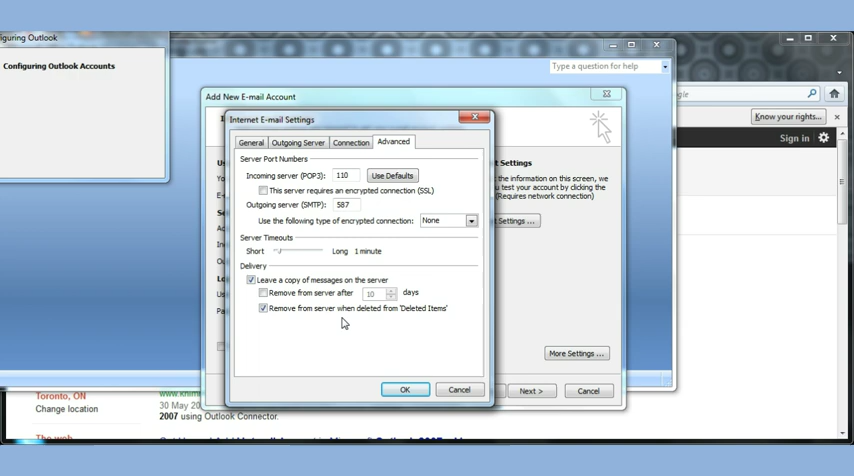 figuring Outlook
Configuring Outlook Accounts
Type a question for help
gle
Know your rights...
Sign in
Add New E-mail Account
Internet E-mail Settings
General
Outgoing Server
Connection
Advanced
Server Port Numbers
Incoming server (POP3):
110
Use Defaults
This server requires an encrypted connection (SSL)
Outgoing server (SMTP):
587
Use the following type of encrypted connection:
None
Server Timeouts
Short
Long
1 minute
Delivery
Leave a copy of messages on the server
Remove from server after
10
days
Remove from server when deleted from 'Deleted Items'
OK
Cancel
t Settings
k the information on this screen, we
u test your account by clicking the
(Requires network connection)
t Settings ...
More Settings ...
Next >
Cancel
Toronto, ON
Change location
30 May 20
2007 using Outlook Connector.
The web